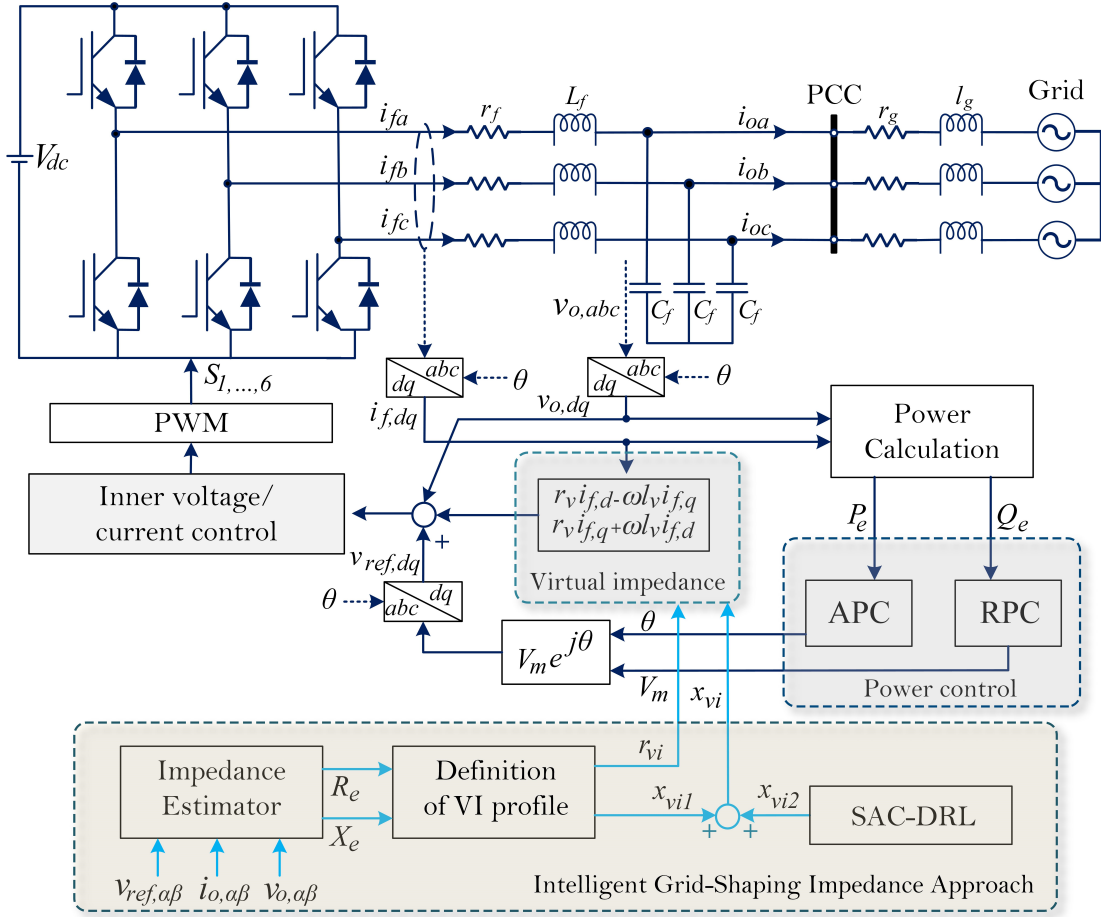 PCC
Grid
i_fa
r_f
L_f
i_oa
r_g
l_g
V_dc
i_fb
i_ob
i_fc
i_oc
v_o,abc
C_f
C_f
C_f
S_1,...,6
abc
dq
θ
abc
dq
θ
i_f,dq
v_o,dq
PWM
Power
Calculation
Inner voltage/
current control
r_v i_f,d-ωl_v i_f,q
r_v i_f,q+ωl_v i_f,d
Virtual impedance
+
v_ref,dq
P_e
Q_e
θ
dq
abc
V_m e^jθ
θ
V_m
APC
RPC
Power control
x_vi
r_vi
Impedance
Estimator
R_e
X_e
Definition
of VI profile
x_vi1
x_vi2
+
+
SAC-DRL
v_ref,αβ
i_o,αβ
v_o,αβ
Intelligent Grid-Shaping Impedance Approach